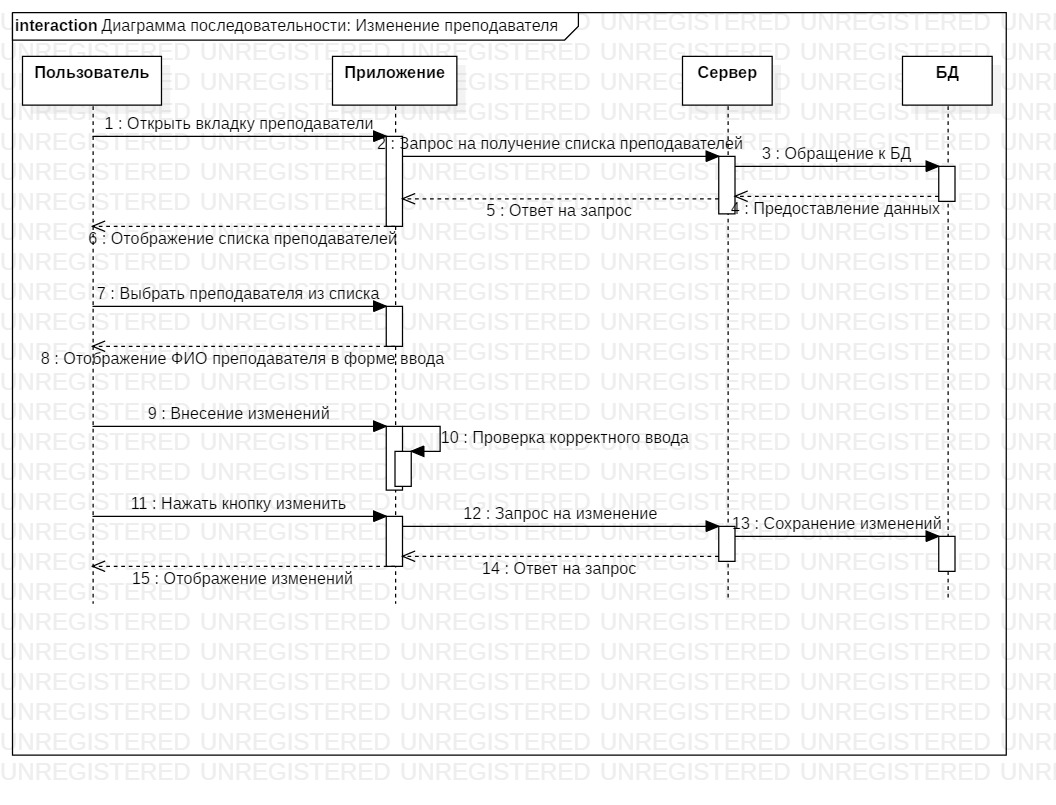 interaction Диаграмма последовательности: Изменение преподавателя
Пользователь
Приложение
Сервер
БД
1 : Открыть вкладку преподаватели
2 : Запрос на получение списка преподавателей
3 : Обращение к БД
4 : Предоставление данных
5 : Ответ на запрос
6 : Отображение списка преподавателей
7 : Выбрать преподавателя из списка
8 : Отображение ФИО преподавателя в форме ввода
9 : Внесение изменений
10 : Проверка корректного ввода
11 : Нажать кнопку изменить
12 : Запрос на изменение
13 : Сохранение изменений
14 : Ответ на запрос
15 : Отображение изменений
UNREGISTERED UNREGISTERED UNREGISTERED UNREGISTERED UNREGISTERED